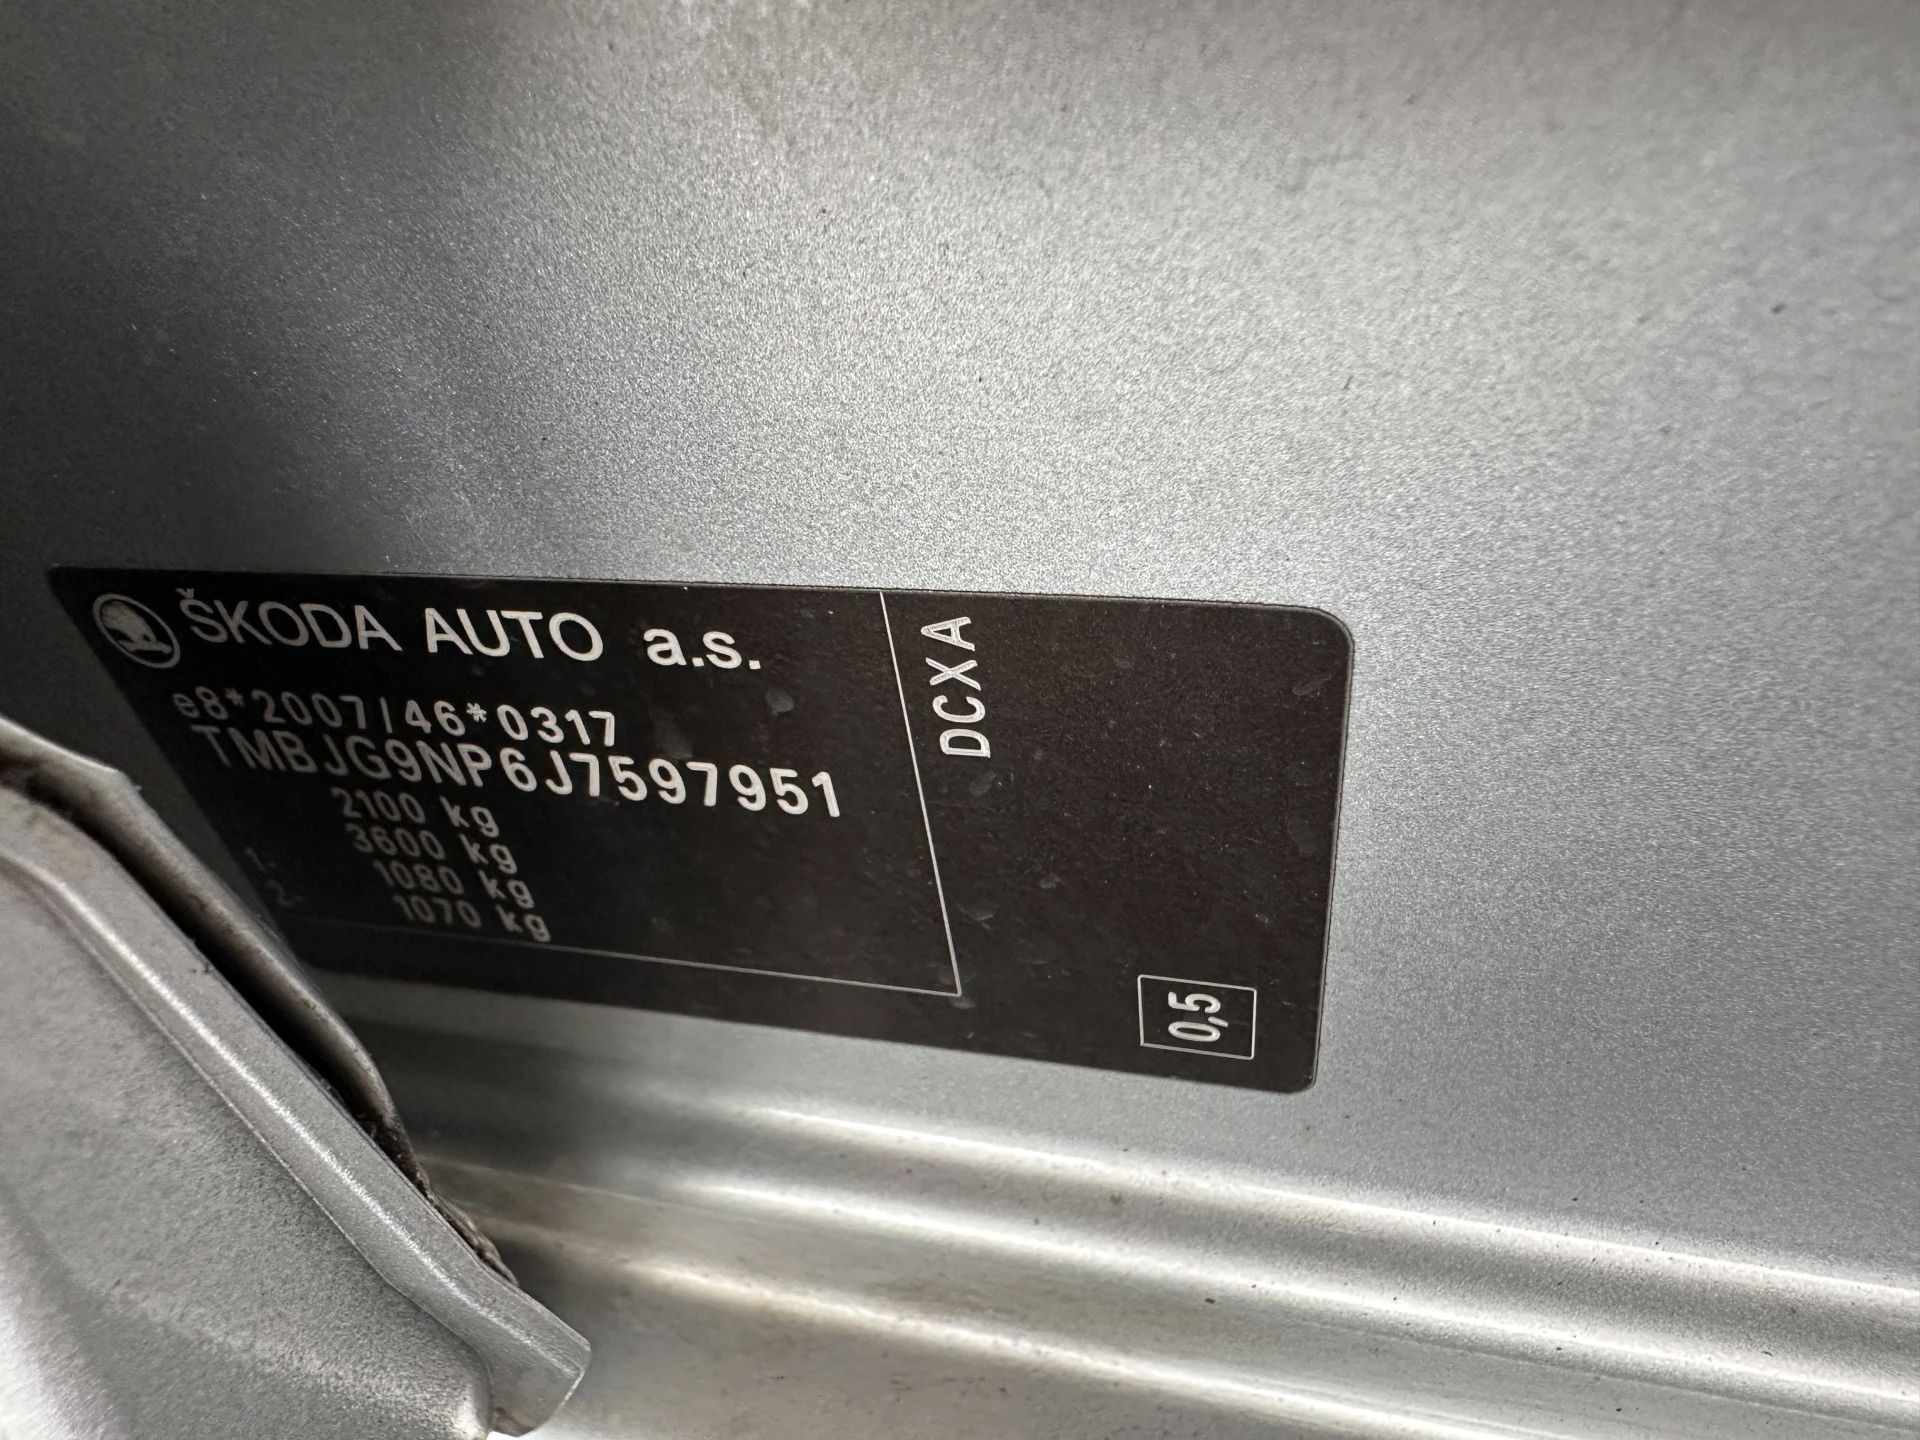 ŠKODA AUTO a.s.
e8*2007/46*0317
TMBJG9NP6J7597951
2100 kg
3600 kg
1- 1080 kg
2- 1070 kg
DCXA
0,5